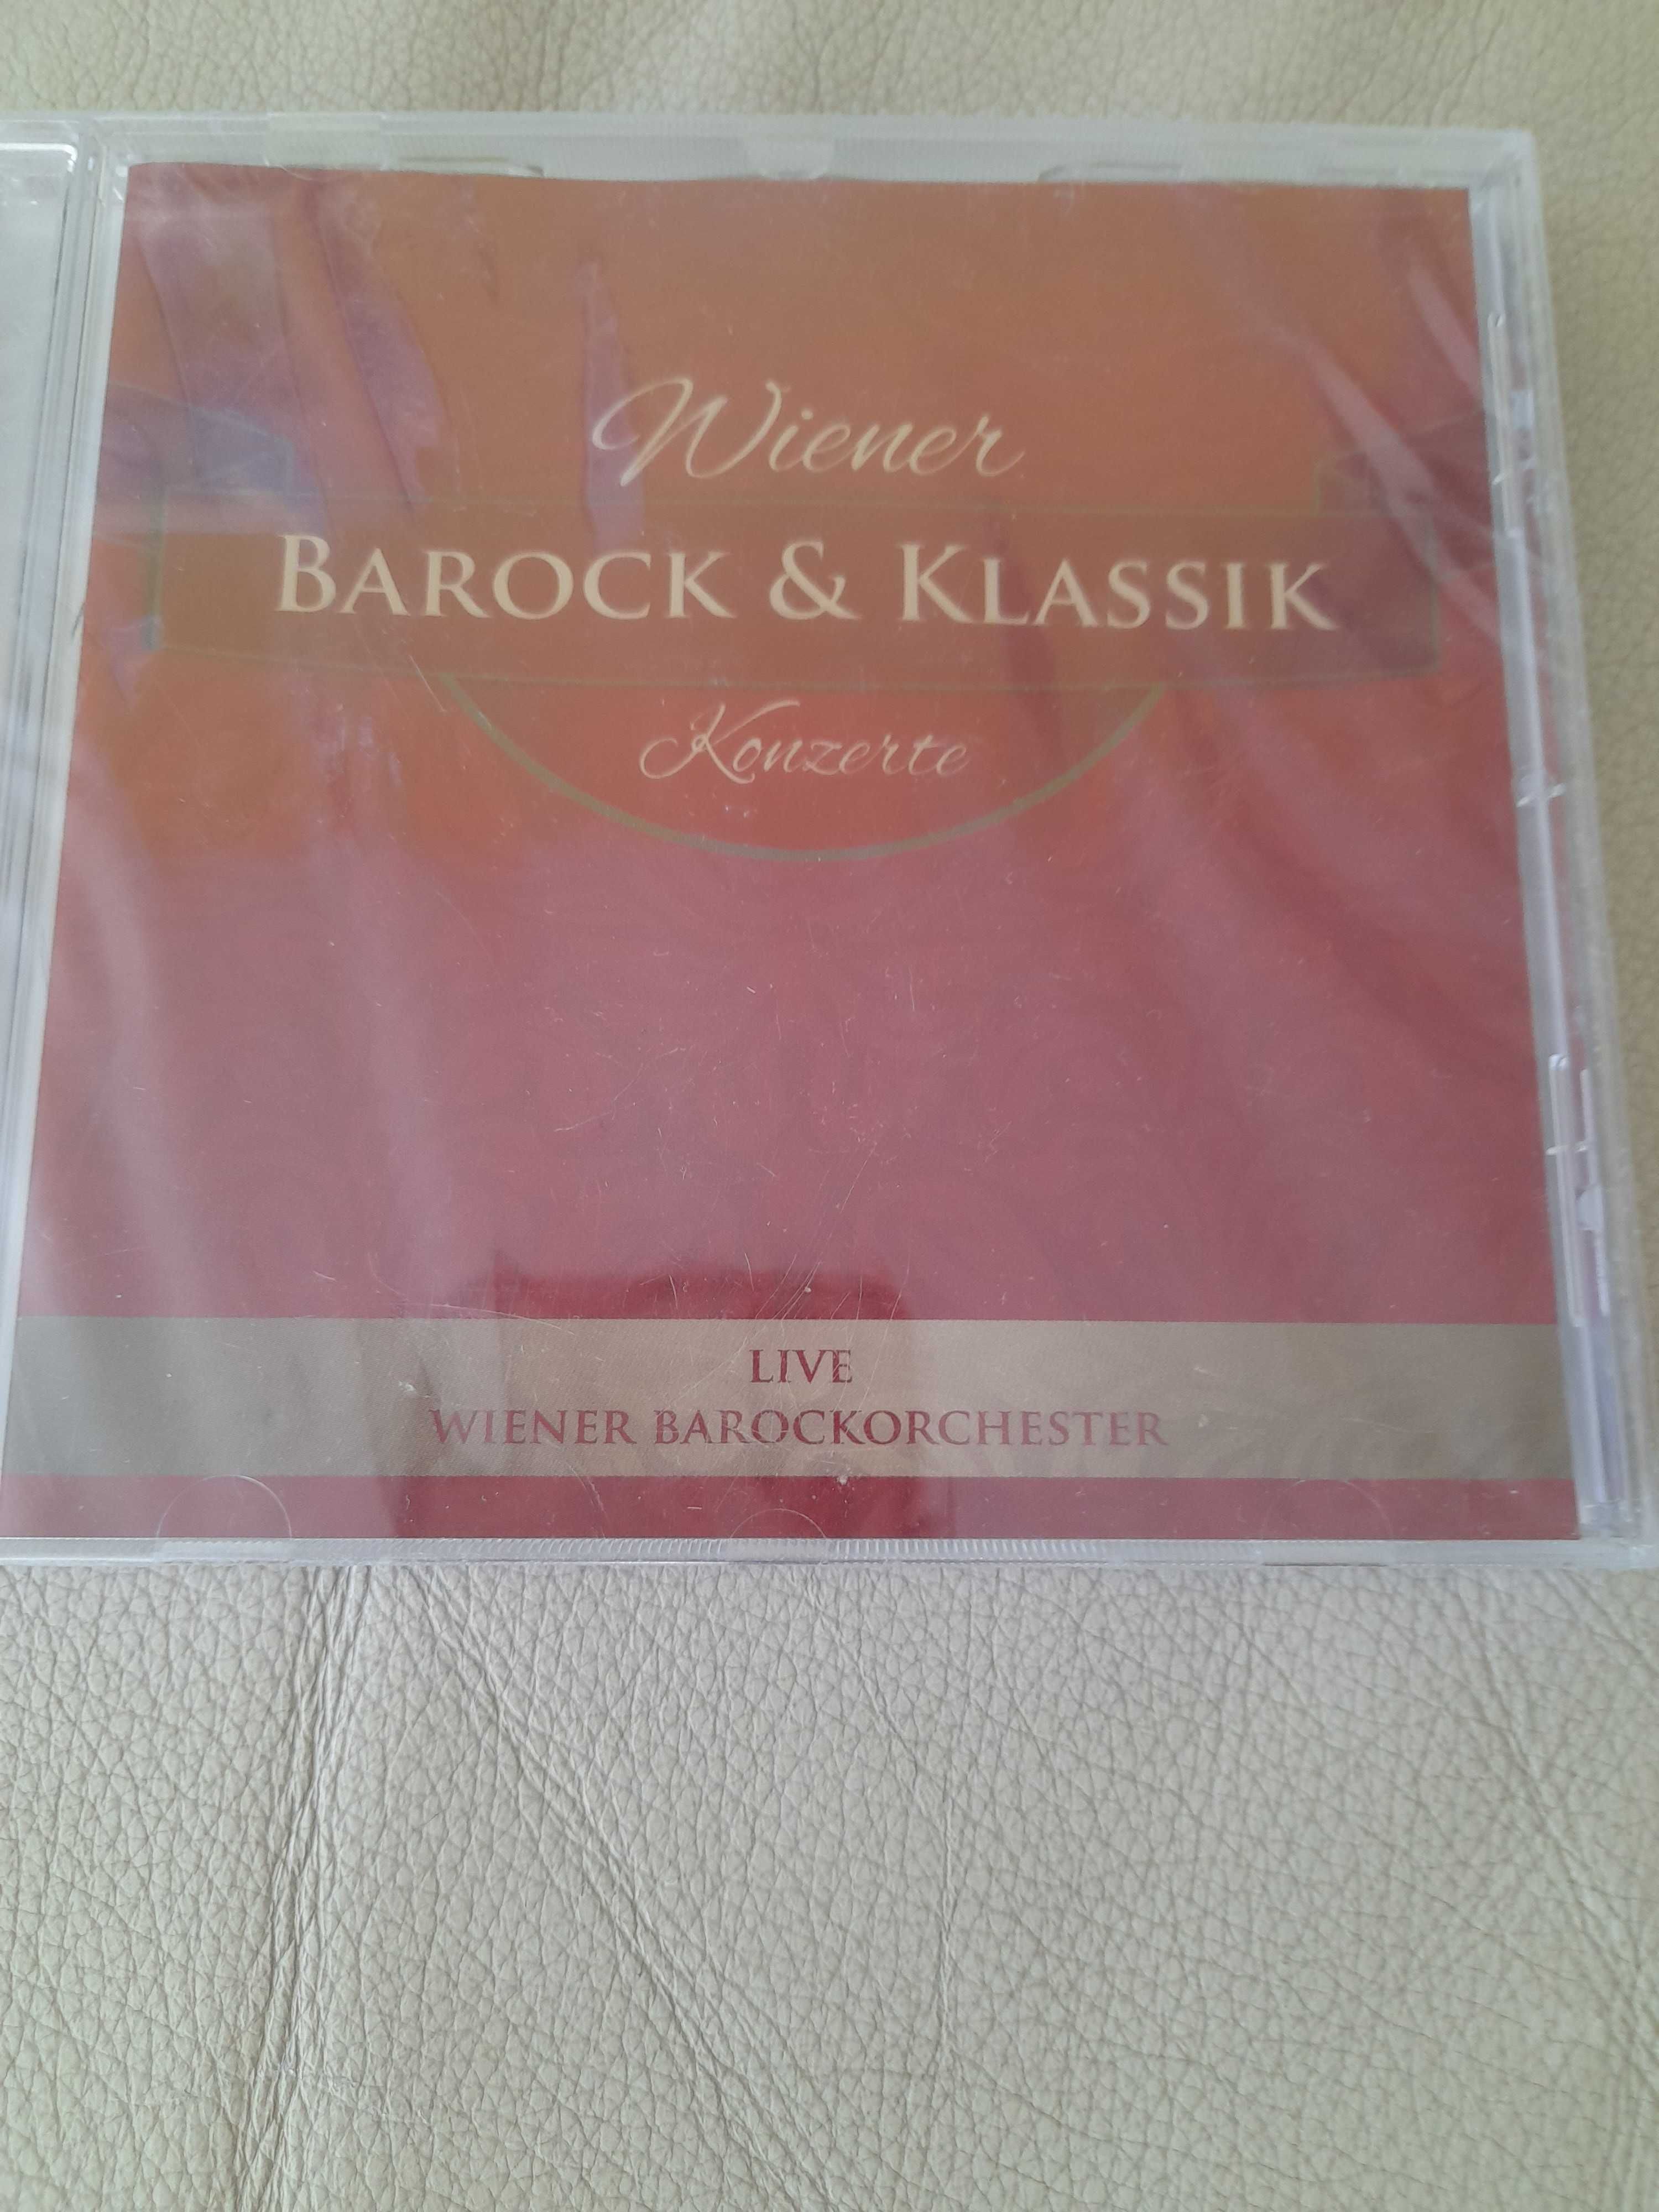 Wiener
BAROCK & KLASSIK
Konzerte
LIVE
WIENER BAROCKORCHESTER